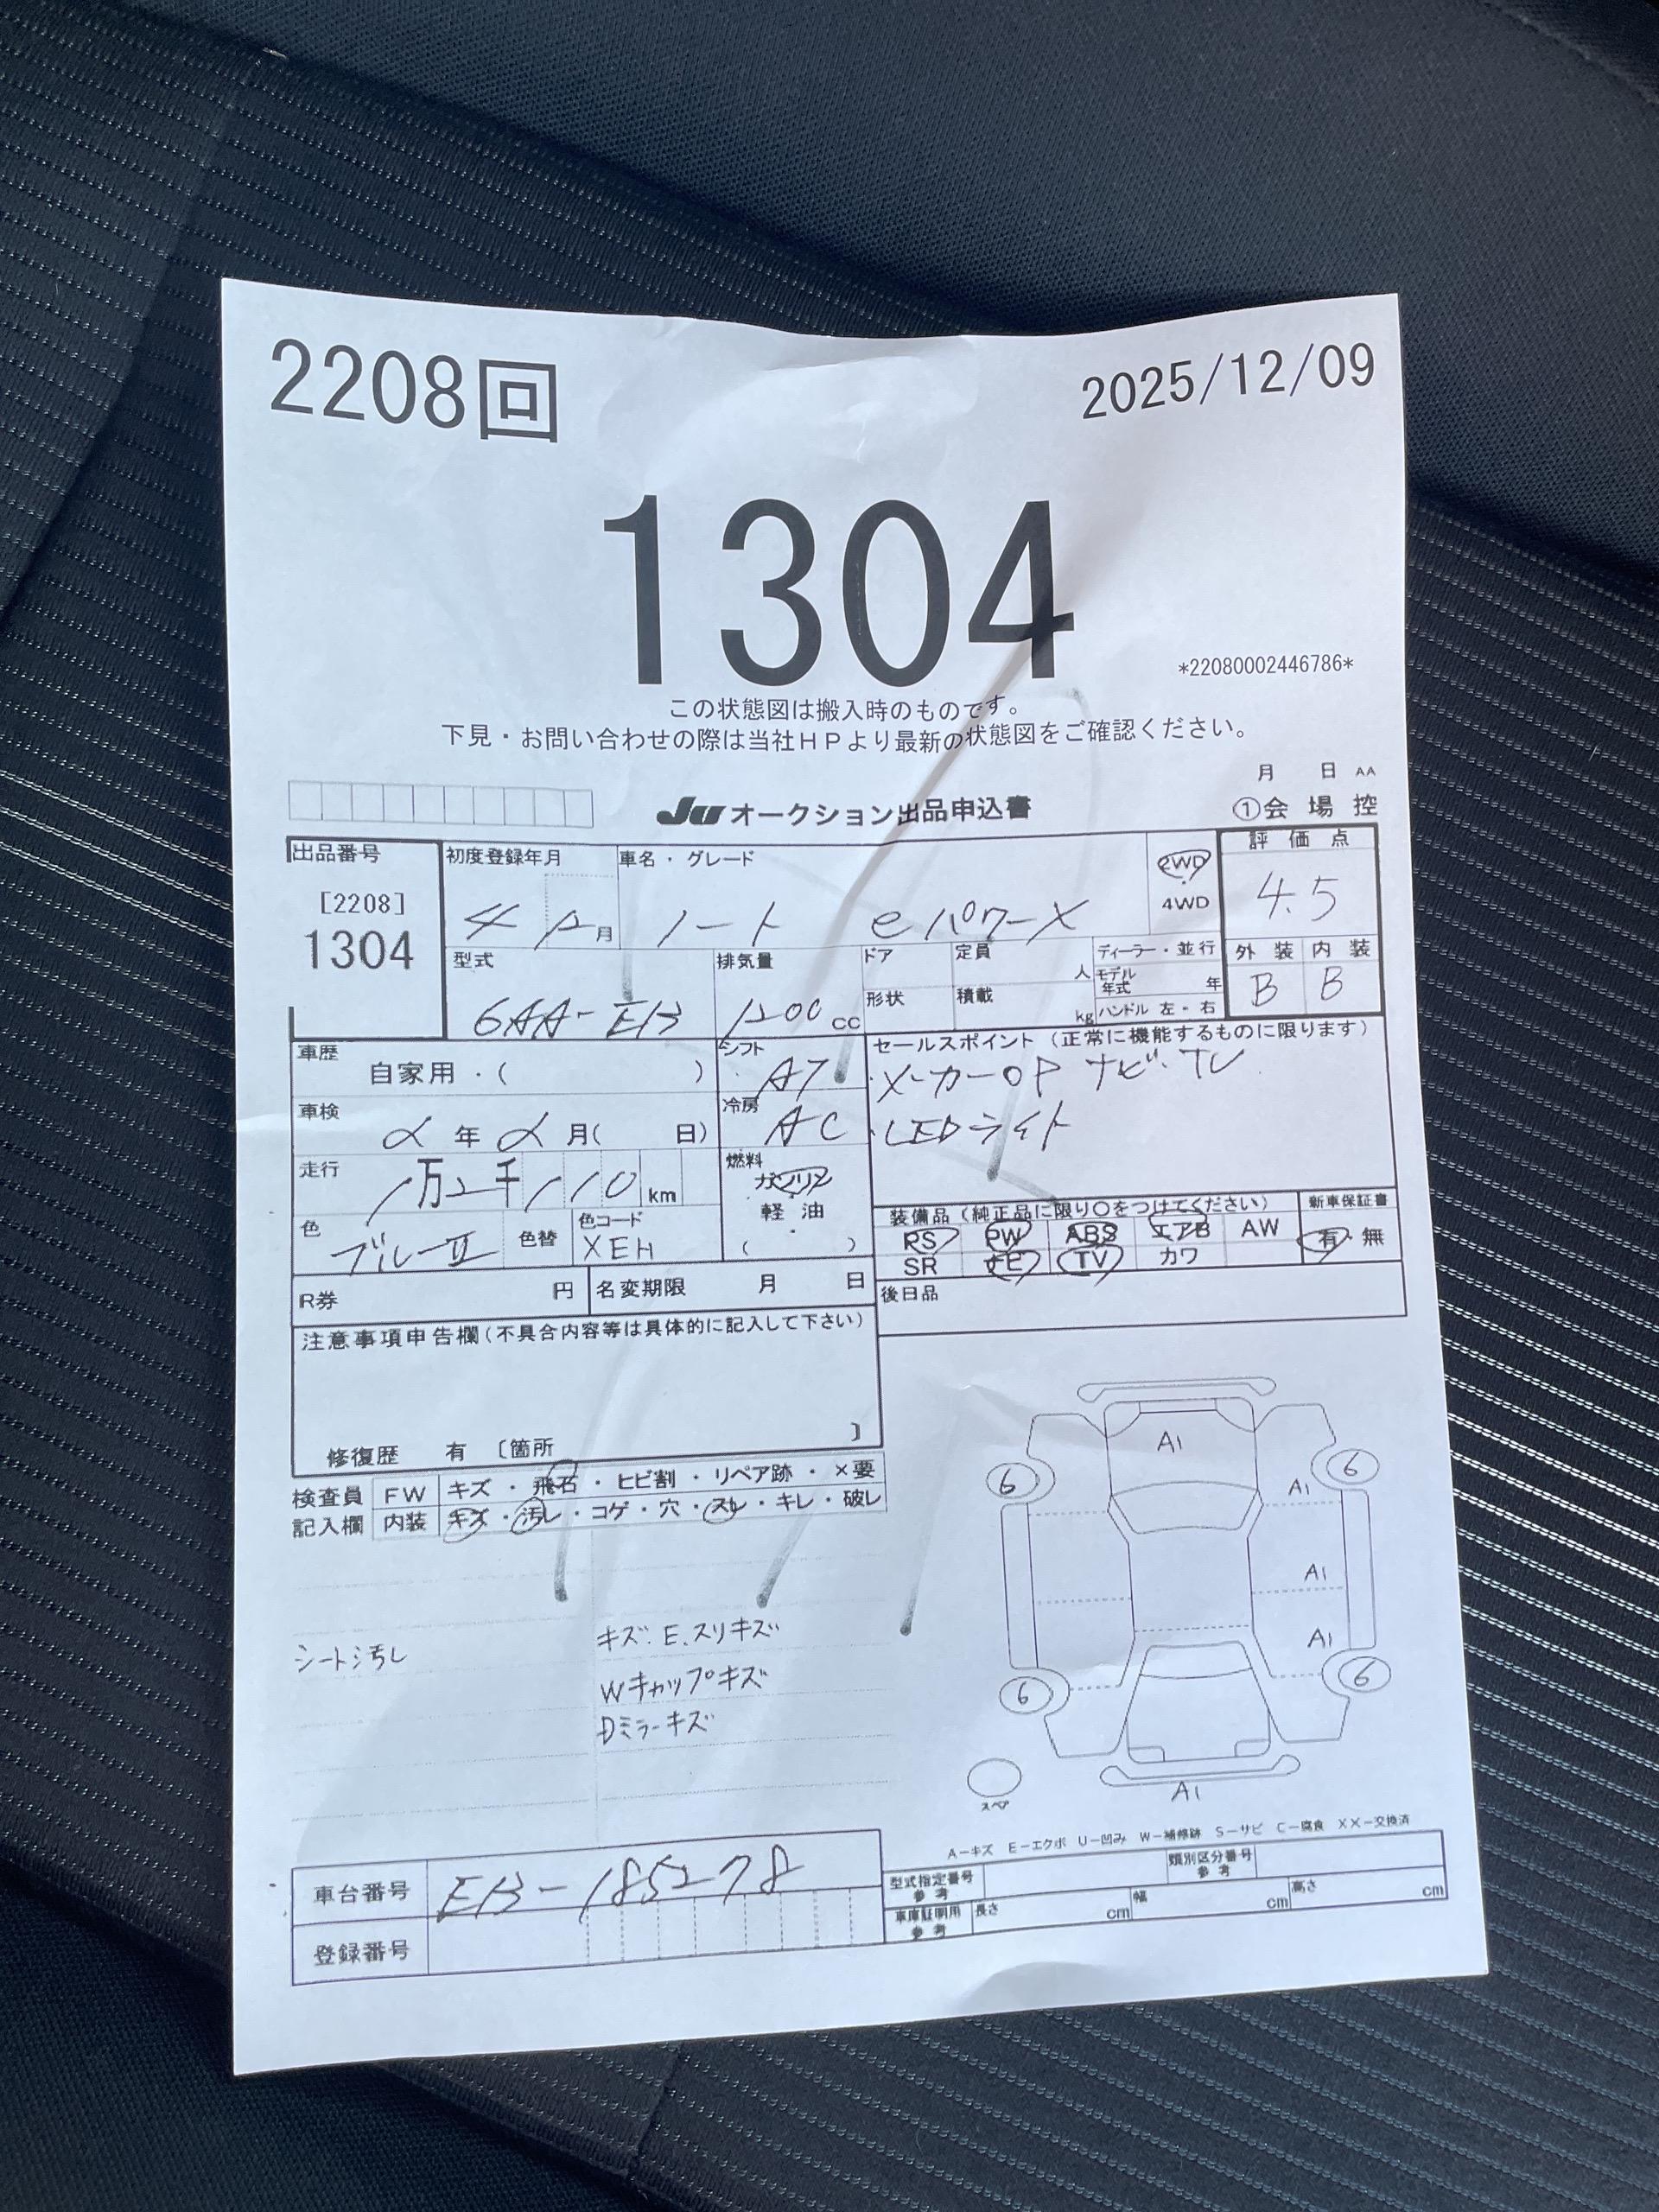 2208回 2025/12/09
1304
*22080002446786*
この状態図は搬入時のものです。
下見・お問い合わせの際は当社HPより最新の状態図をご確認ください。
月 日 AA
JU オークション出品申込書 ①会場控
出品番号 初度登録年月 車名・グレード 2WD 評価点
[2208] 4 12月 ノート eパワーX ・ 4WD 4.5
1304
型式 排気量 ドア 定員 人 ディーラー・並行 外装 内装
モデル年式 年
6AA-E13 1200cc 形状 積載 kg ハンドル 左・右 B B
車歴 自家用・( ) シフト AT セールスポイント(正常に機能するものに限ります)
・メーカーOP ナビ・TV
車検 年 月( 日) 冷房 AC ・LEDライト
走行 1万2千110km 燃料 ガソリン
軽油
・
( )
色 ブルーII 色替 色コード XEH
装備品(純正品に限り○をつけてください) 新車保証書
PS PW ABS エアB AW 有・無
SR ナビ TV カワ
R券 円 名変期限 月 日 後日品
注意事項申告欄(不具合内容等は具体的に記入して下さい)
修復歴 有 〔箇所 〕
検査員 FW キズ・飛石・ヒビ割・リペア跡・×要
記入欄 内装 キズ・汚レ・コゲ・穴・スレ・キレ・破レ
シート汚レ
キズ.E.スリキズ
Wキャップキズ
Dミラーキズ
A1
6 6
A1
A1
A1
6 6
スペア
A1
A-キズ E-エクボ U-凹み W-補修跡 S-サビ C-腐食 XX-交換済
車台番号 E13-185278
登録番号
型式指定番号 参考 類別区分番号 参考
車庫証明用 参考 長さ cm 幅 cm 高さ cm